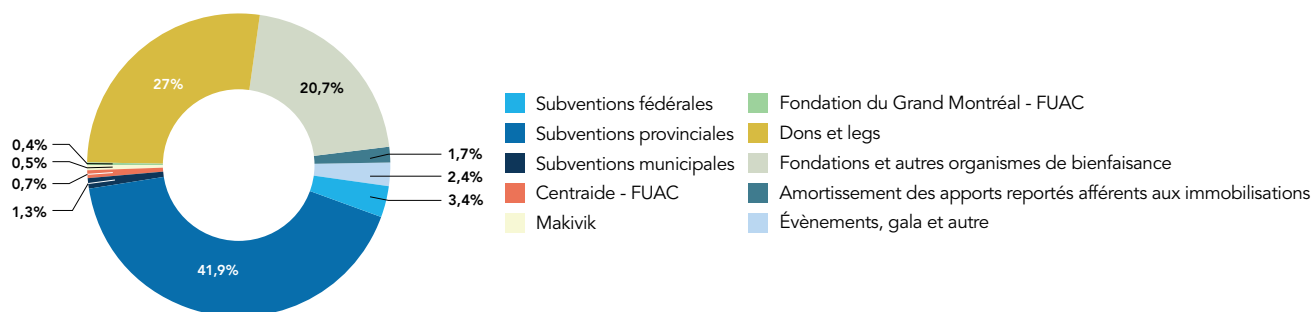 27%
20,7%
0,4%
0,5%
0,7%
1,3%
1,7%
2,4%
3,4%
41,9%
Subventions fédérales
Subventions provinciales
Subventions municipales
Centraide - FUAC
Makivik
Fondation du Grand Montréal - FUAC
Dons et legs
Fondations et autres organismes de bienfaisance
Amortissement des apports reportés afférents aux immobilisations
Évènements, gala et autre